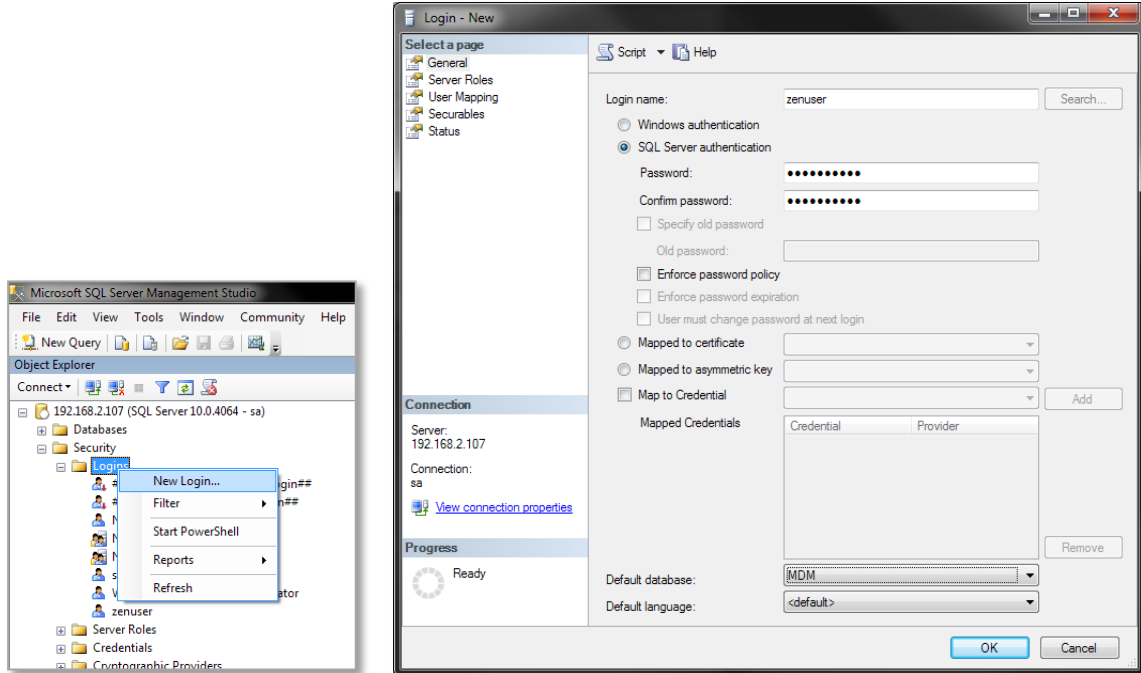 Microsoft SQL Server Management Studio
File Edit View Tools Window Community Help
New Query
Object Explorer
Connect
192.168.2.107 (SQL Server 10.0.4064 - sa)
Databases
Security
Logins
New Login...
Filter
Start PowerShell
Reports
Refresh
zenuser
Server Roles
Credentials
Cryptographic Providers
Login - New
Select a page
General
Server Roles
User Mapping
Securables
Status
Connection
Server:
192.168.2.107
Connection:
sa
View connection properties
Progress
Ready
Script Help
Login name: zenuser Search...
Windows authentication
SQL Server authentication
Password: ●●●●●●●●●●
Confirm password: ●●●●●●●●●●
Specify old password
Old password:
Enforce password policy
Enforce password expiration
User must change password at next login
Mapped to certificate
Mapped to asymmetric key
Map to Credential Add
Mapped Credentials Credential Provider
Remove
Default database: MDM
Default language: <default>
OK Cancel